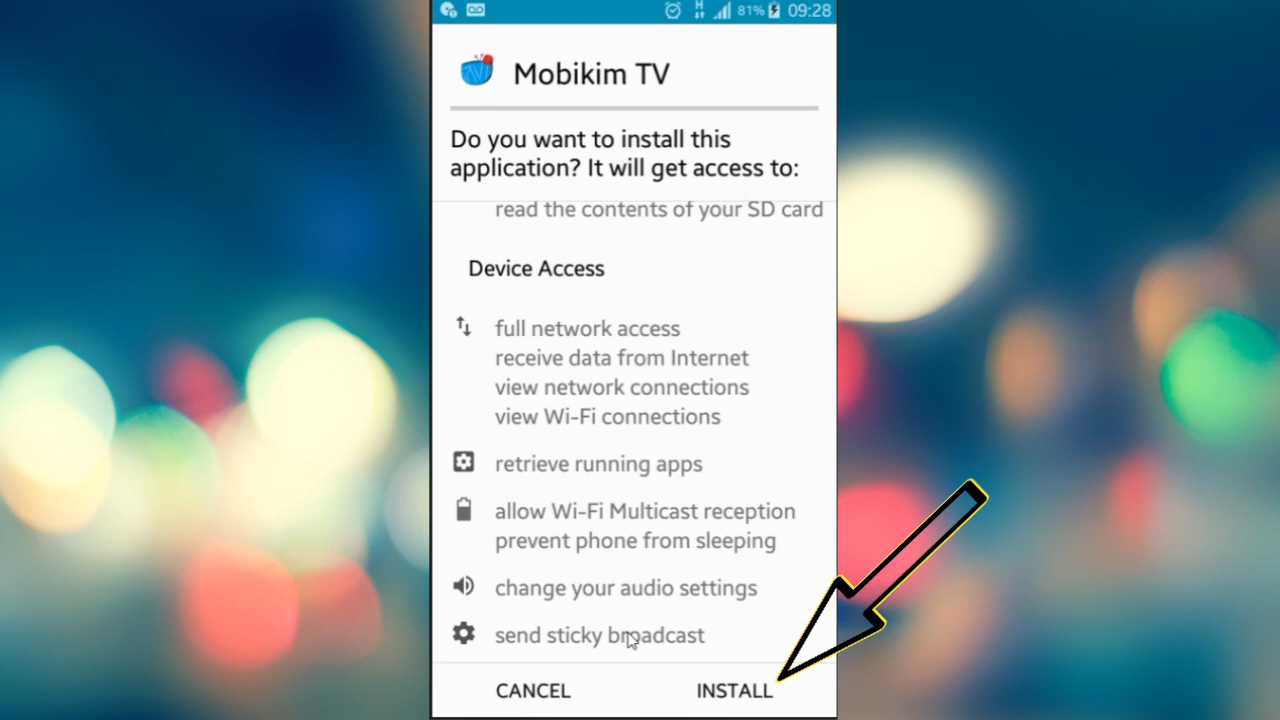 81% 09:28
Mobikim TV
Do you want to install this
application? It will get access to:
read the contents of your SD card
Device Access
full network access
receive data from Internet
view network connections
view Wi-Fi connections
retrieve running apps
allow Wi-Fi Multicast reception
prevent phone from sleeping
change your audio settings
send sticky broadcast
CANCEL INSTALL